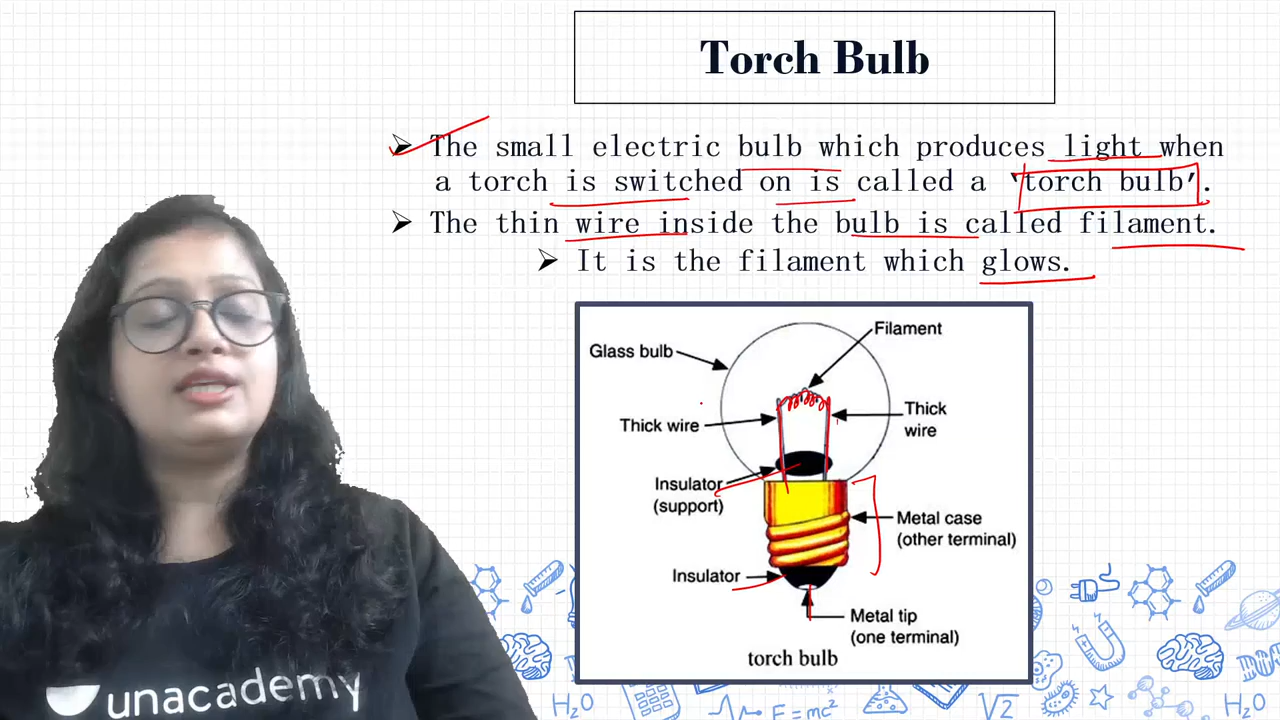 Torch Bulb
➢ The small electric bulb which produces light when
a torch is switched on is called a ‘torch bulb’.
➢ The thin wire inside the bulb is called filament.
➢ It is the filament which glows.
Filament
Glass bulb
Thick wire
Thick
wire
Insulator
(support)
Metal case
(other terminal)
Insulator
Metal tip
(one terminal)
torch bulb
unacademy
H₂O
E=mc²
√2
H₂O